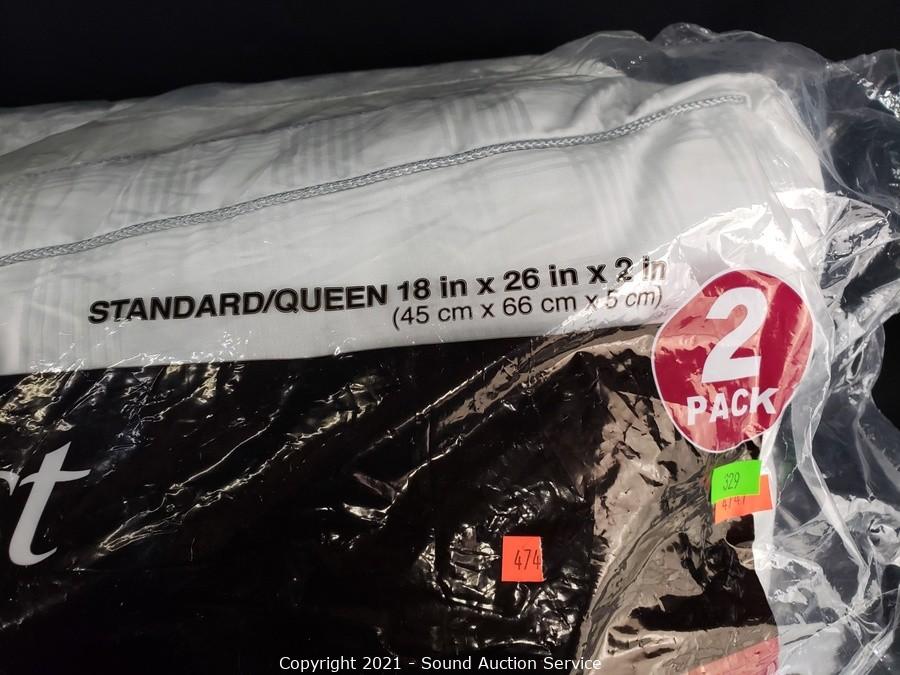 STANDARD/QUEEN 18 in x 26 in x 2 in
(45 cm x 66 cm x 5 cm)
2
PACK
329
474
Copyright 2021 - Sound Auction Service